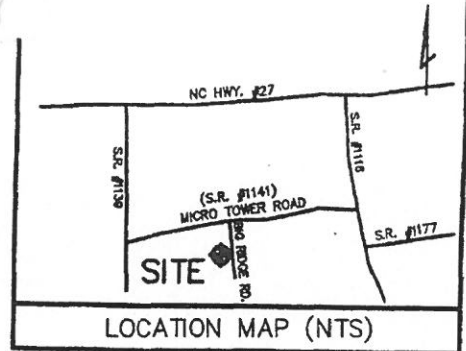 NC HWY. #27
S.R. #1139
S.R. #1116
(S.R. #1141)
MICRO TOWER ROAD
S.R. #1177
BIG RIDGE RD.
SITE
LOCATION MAP (NTS)